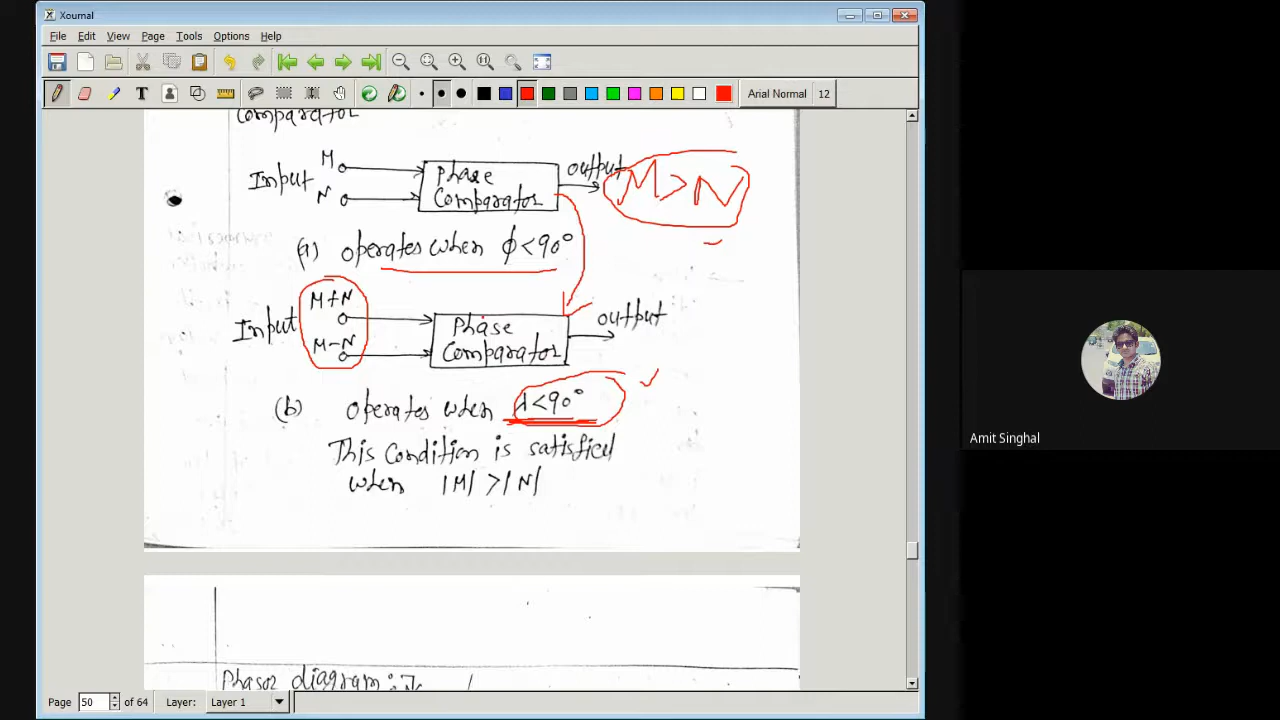 Xournal
File Edit View Page Tools Options Help
T Arial Normal 12
Comparator
M
Input
N
Phase
Comparator
output
M>N
(a) operates when ϕ<90°
Input
M+N
M-N
Phase
Comparator
output
(b) operates when λ<90°
This Condition is satisfied
when |M| >|N|
Phasor diagram:-
Page 50 of 64 Layer: Layer 1
Amit Singhal